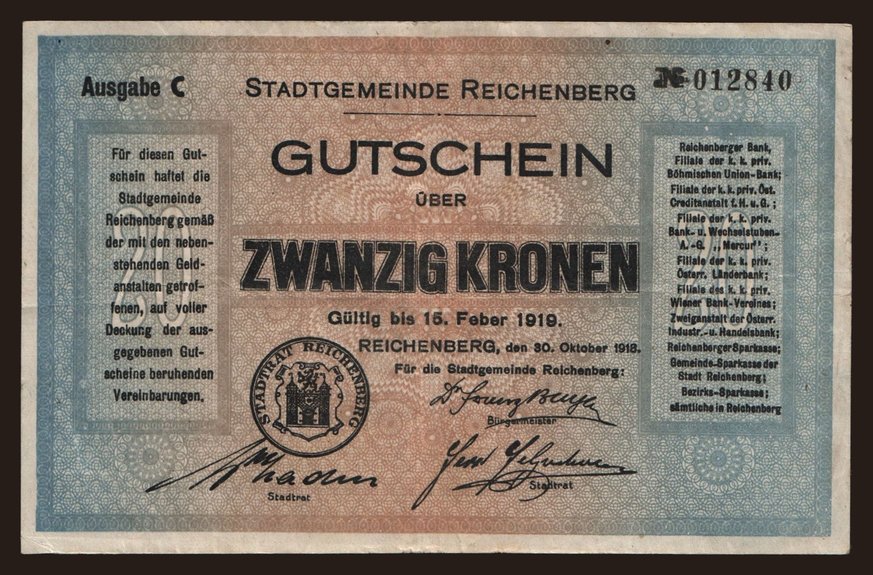 Ausgabe C
STADTGEMEINDE REICHENBERG
№ 012840
GUTSCHEIN
ÜBER
ZWANZIG KRONEN
Gültig bis 15. Feber 1919.
REICHENBERG, den 30. Oktober 1918.
Für die Stadtgemeinde Reichenberg:
Bürgermeister
Stadtrat
Stadtrat
STADTRAT REICHENBERG
Für diesen Gut-
schein haftet die
Stadtgemeinde
Reichenberg gemäß
der mit den neben-
stehenden Geld-
anstalten getrof-
fenen, auf voller
Deckung der aus-
gegebenen Gut-
scheine beruhenden
Vereinbarungen.
Reichenberger Bank,
Filiale der k. k. priv.
Böhmischen Union-Bank;
Filiale der k. k. priv. Öst.
Creditanstalt f. H. u. G. ;
Filiale der k. k. priv.
Bank- u. Wechselstuben-
A.-G. „Mercur";
Filiale der k. k. priv.
Österr. Länderbank;
Filiale des k. k. priv.
Wiener Bank-Vereines;
Zweiganstalt der Österr.
Industr.- u. Handelsbank;
Reichenberger Sparkasse;
Gemeinde-Sparkasse der
Stadt Reichenberg;
Bezirks-Sparkasse;
sämtliche in Reichenberg